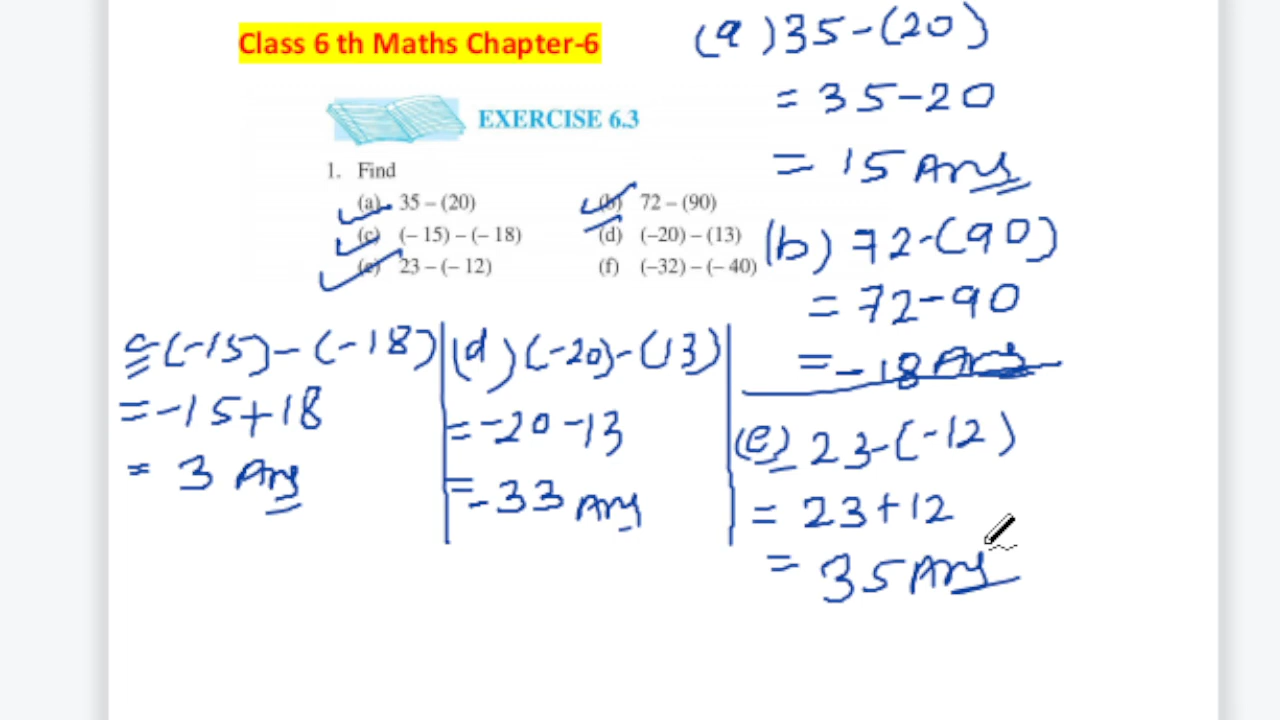 Class 6 th Maths Chapter-6
EXERCISE 6.3
1. Find
(a) 35 – (20)
(b) 72 – (90)
(c) (– 15) – (– 18)
(d) (–20) – (13)
(e) 23 – (– 12)
(f) (–32) – (– 40)
(a) 35-(20)
= 35-20
= 15 Ans
(b) 72-(90)
= 72-90
= -18 Ans
c (-15) - (-18)
= -15+18
= 3 Ans
(d) (-20)-(13)
= -20-13
= -33 Ans
(e) 23-(-12)
= 23+12
= 35 Ans